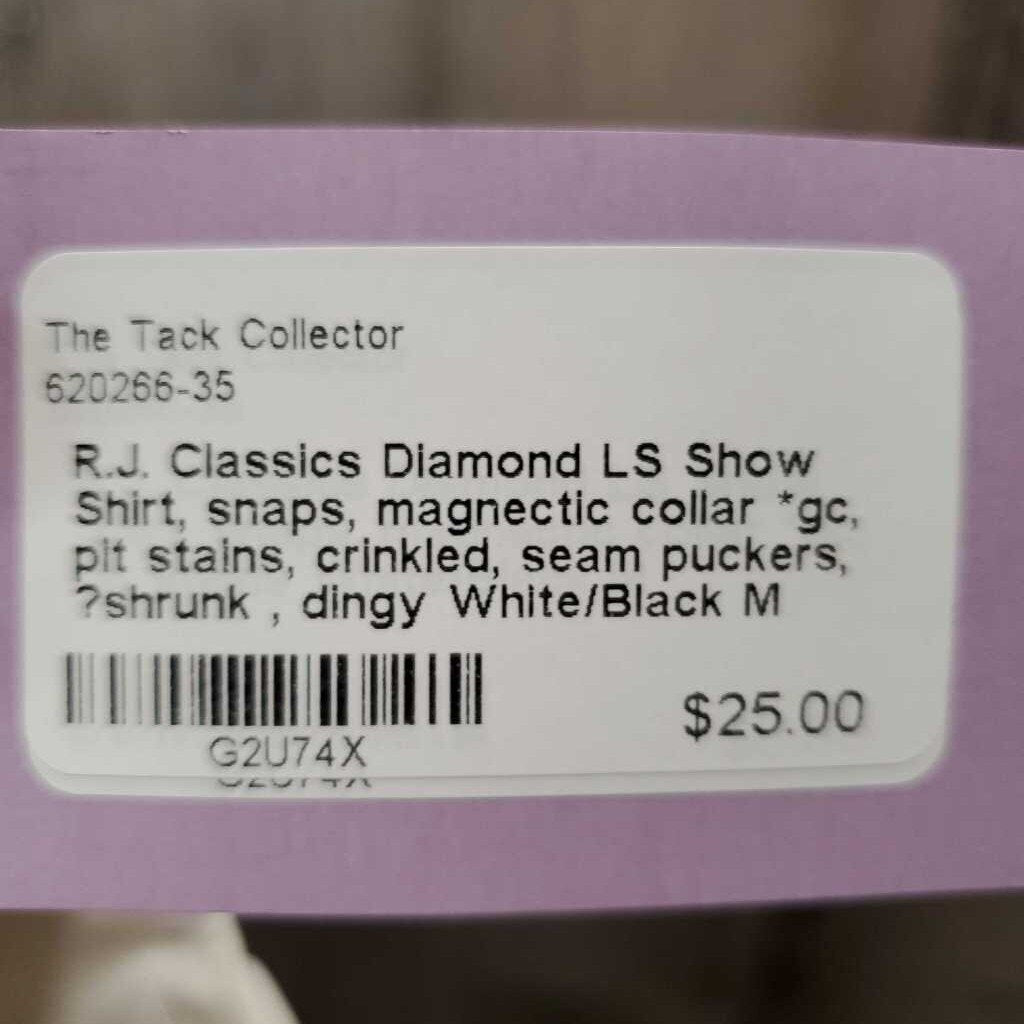 The Tack Collector
620266-35
R.J. Classics Diamond LS Show
Shirt, snaps, magnectic collar *gc,
pit stains, crinkled, seam puckers,
?shrunk , dingy White/Black M
$25.00
G2U74X
G2U74X